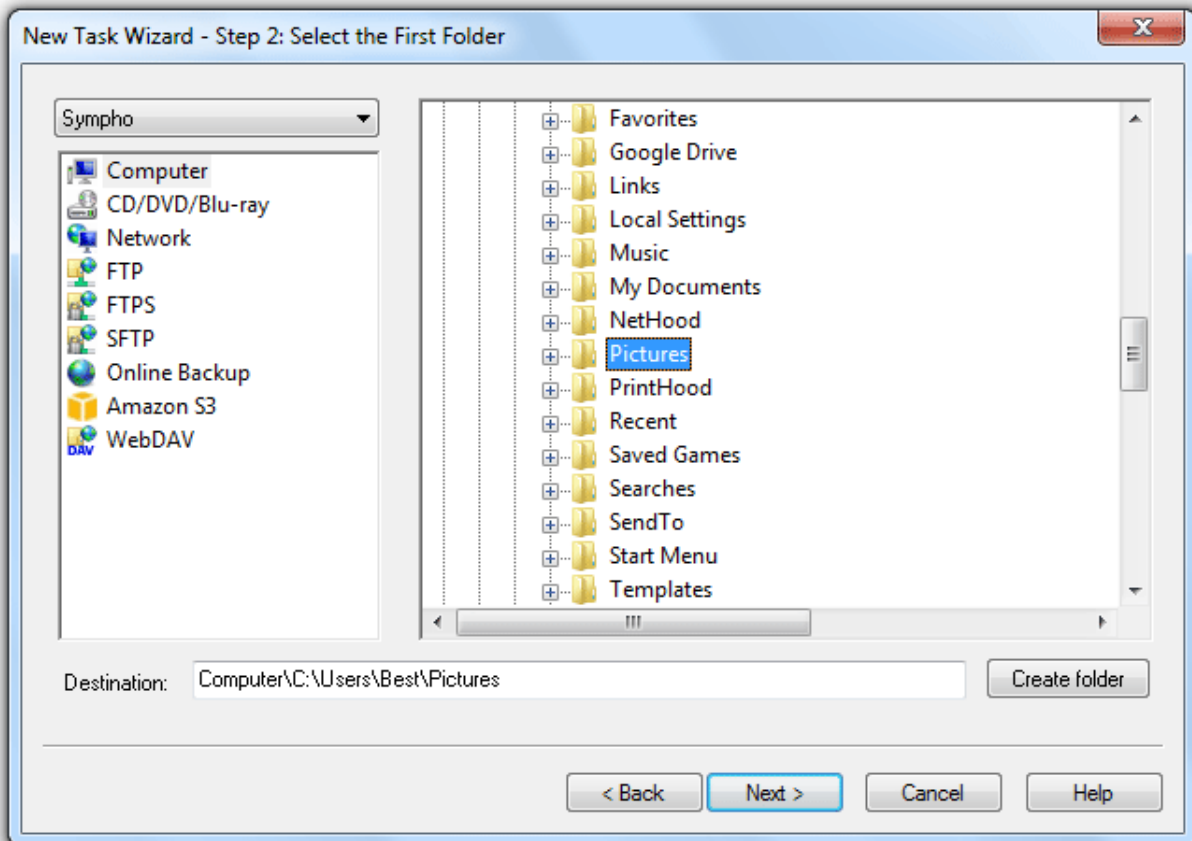 New Task Wizard - Step 2: Select the First Folder
Sympho
Computer
CD/DVD/Blu-ray
Network
FTP
FTPS
SFTP
Online Backup
Amazon S3
DAV WebDAV
Favorites
Google Drive
Links
Local Settings
Music
My Documents
NetHood
Pictures
PrintHood
Recent
Saved Games
Searches
SendTo
Start Menu
Templates
Destination: Computer\C:\Users\Best\Pictures Create folder
< Back Next > Cancel Help